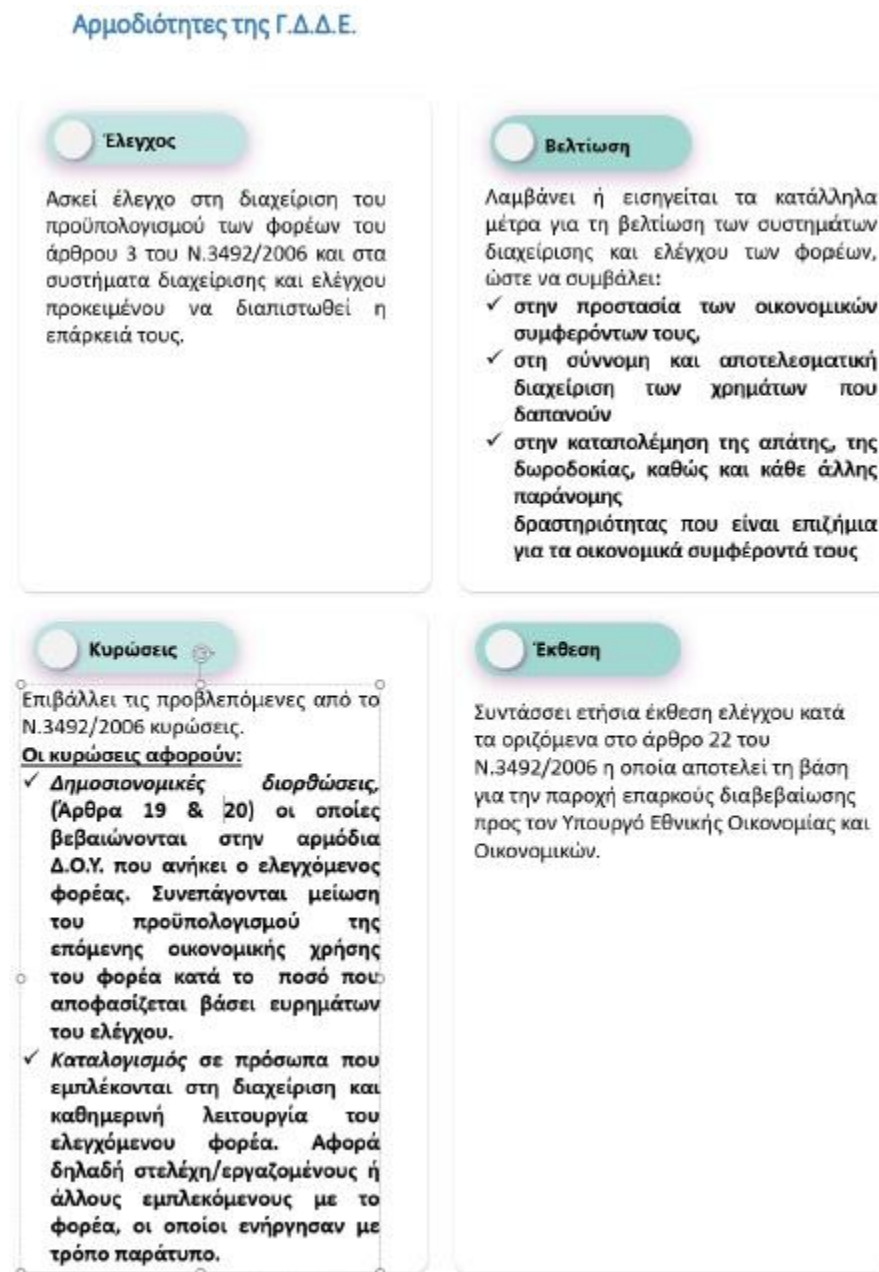 Αρμοδιότητες της Γ.Δ.Δ.Ε.
Έλεγχος
Ασκεί έλεγχο στη διαχείριση του
προϋπολογισμού των φορέων του
άρθρου 3 του Ν.3492/2006 και στα
συστήματα διαχείρισης και ελέγχου
προκειμένου να διαπιστωθεί η
επάρκειά τους.
Βελτίωση
Λαμβάνει ή εισηγείται τα κατάλληλα
μέτρα για τη βελτίωση των συστημάτων
διαχείρισης και ελέγχου των φορέων,
ώστε να συμβάλει:
✓ στην προστασία των οικονομικών
συμφερόντων τους,
✓ στη σύννομη και αποτελεσματική
διαχείριση των χρημάτων που
δαπανούν
✓ στην καταπολέμηση της απάτης, της
δωροδοκίας, καθώς και κάθε άλλης
παράνομης
δραστηριότητας που είναι επιζήμια
για τα οικονομικά συμφέροντά τους
Κυρώσεις
Επιβάλλει τις προβλεπόμενες από το
Ν.3492/2006 κυρώσεις.
Οι κυρώσεις αφορούν:
✓ Δημοσιονομικές διορθώσεις,
(Άρθρα 19 & 20) οι οποίες
βεβαιώνονται στην αρμόδια
Δ.Ο.Υ. που ανήκει ο ελεγχόμενος
φορέας. Συνεπάγονται μείωση
του προϋπολογισμού της
επόμενης οικονομικής χρήσης
του φορέα κατά το ποσό που
αποφασίζεται βάσει ευρημάτων
του ελέγχου.
✓ Καταλογισμός σε πρόσωπα που
εμπλέκονται στη διαχείριση και
καθημερινή λειτουργία του
ελεγχόμενου φορέα. Αφορά
δηλαδή στελέχη/εργαζομένους ή
άλλους εμπλεκόμενους με το
φορέα, οι οποίοι ενήργησαν με
τρόπο παράτυπο.
Έκθεση
Συντάσσει ετήσια έκθεση ελέγχου κατά
τα οριζόμενα στο άρθρο 22 του
Ν.3492/2006 η οποία αποτελεί τη βάση
για την παροχή επαρκούς διαβεβαίωσης
προς τον Υπουργό Εθνικής Οικονομίας και
Οικονομικών.